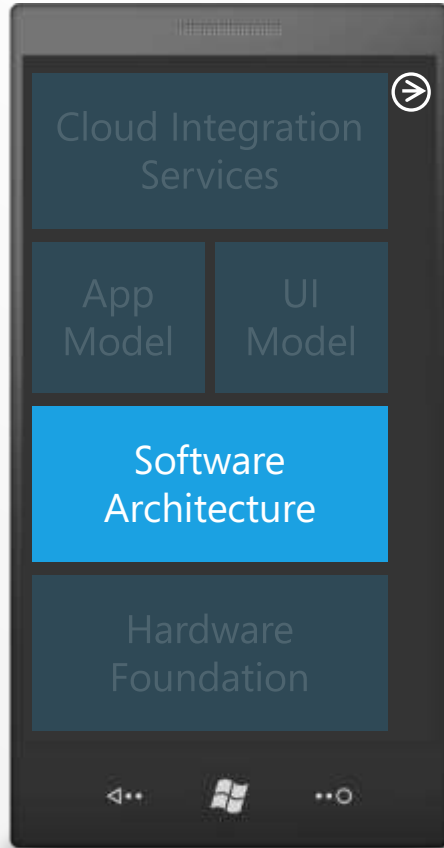 Cloud Integration
Services
App
Model
UI
Model
Software
Architecture
Hardware
Foundation